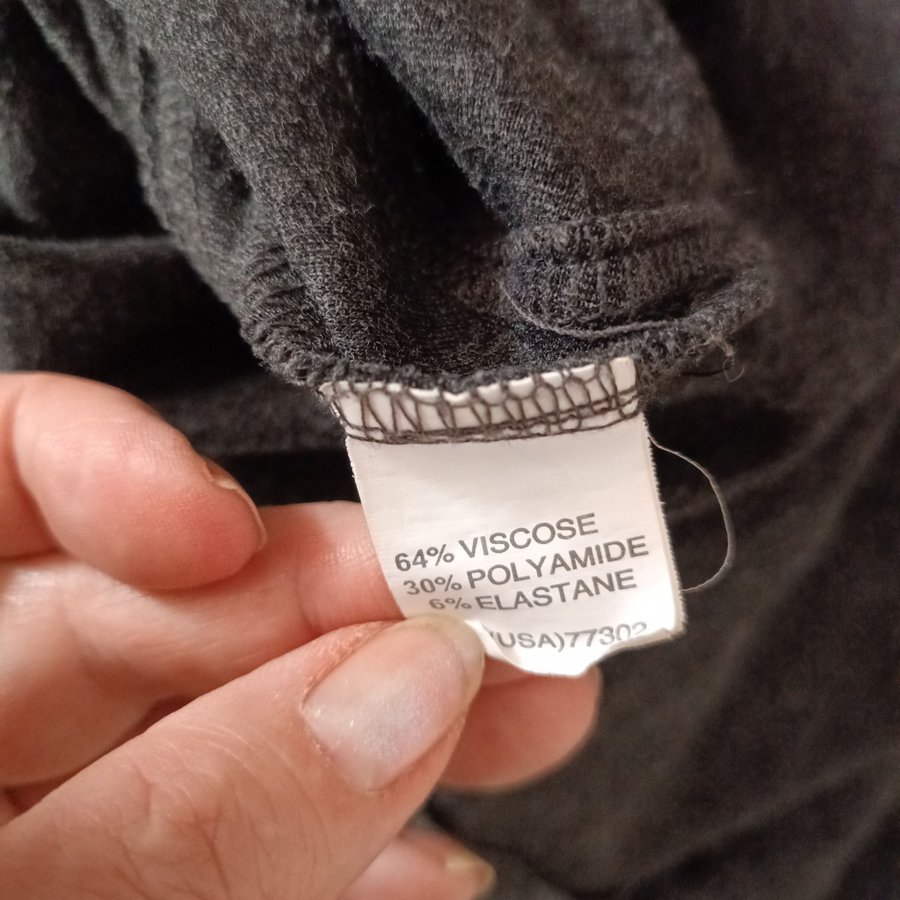 64% VISCOSE
30% POLYAMIDE
6% ELASTANE
(USA)77302